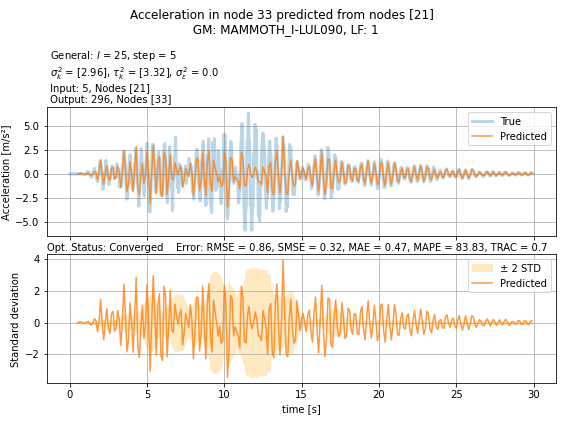 Acceleration in node 33 predicted from nodes [21]
GM: MAMMOTH_I-LUL090, LF: 1
General: l = 25, step = 5
σ²ₖ = [2.96], τ²ₖ = [3.32], σ²ε = 0.0
Input: 5, Nodes [21]
Output: 296, Nodes [33]
Acceleration [m/s²]
5.0
2.5
0.0
−2.5
−5.0
True
Predicted
Opt. Status: Converged Error: RMSE = 0.86, SMSE = 0.32, MAE = 0.47, MAPE = 83.83, TRAC = 0.7
Standard deviation
4
2
0
−2
± 2 STD
Predicted
0 5 10 15 20 25 30
time [s]